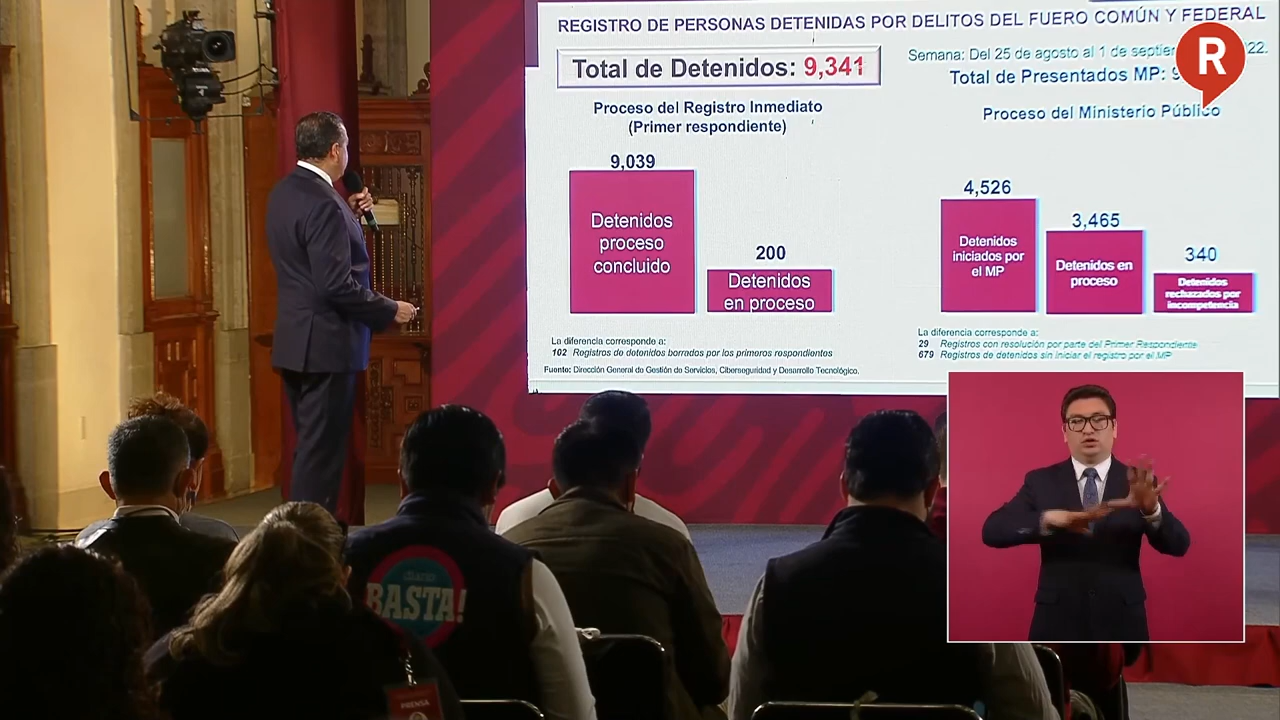 REGISTRO DE PERSONAS DETENIDAS POR DELITOS DEL FUERO COMÚN Y FEDERAL
Total de Detenidos: 9,341
Semana: Del 25 de agosto al 1 de 2022.
Total de Presentados MP:
R
Proceso del Registro Inmediato
(Primer respondiente)
9,039
Detenidos
proceso
concluido
200
Detenidos
en proceso
La diferencia corresponde a:
102 Registros de detenidos borrados por los primeros respondientes
Fuente: Dirección General de Gestión de Servicios, Ciberseguridad y Desarrollo Tecnológico.
Proceso del Ministerio Público
4,526
Detenidos
iniciados por
el MP
3,465
Detenidos en
proceso
340
Detenidos
rechazados por
incompetencia
La diferencia corresponde a:
29 Registros con resolución por parte del Primer Respondiente
679 Registros de detenidos sin iniciar el registro por el MP
BASTA!
PRENSA